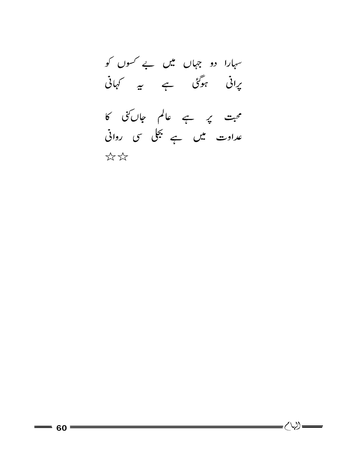 سہارا دو جہاں میں بے کسوں کو
پرانی ہوگئی ہے یہ کہانی
محبت پر ہے عالم جاں کنی کا
عداوت میں ہے بجلی سی روانی
☆☆
60